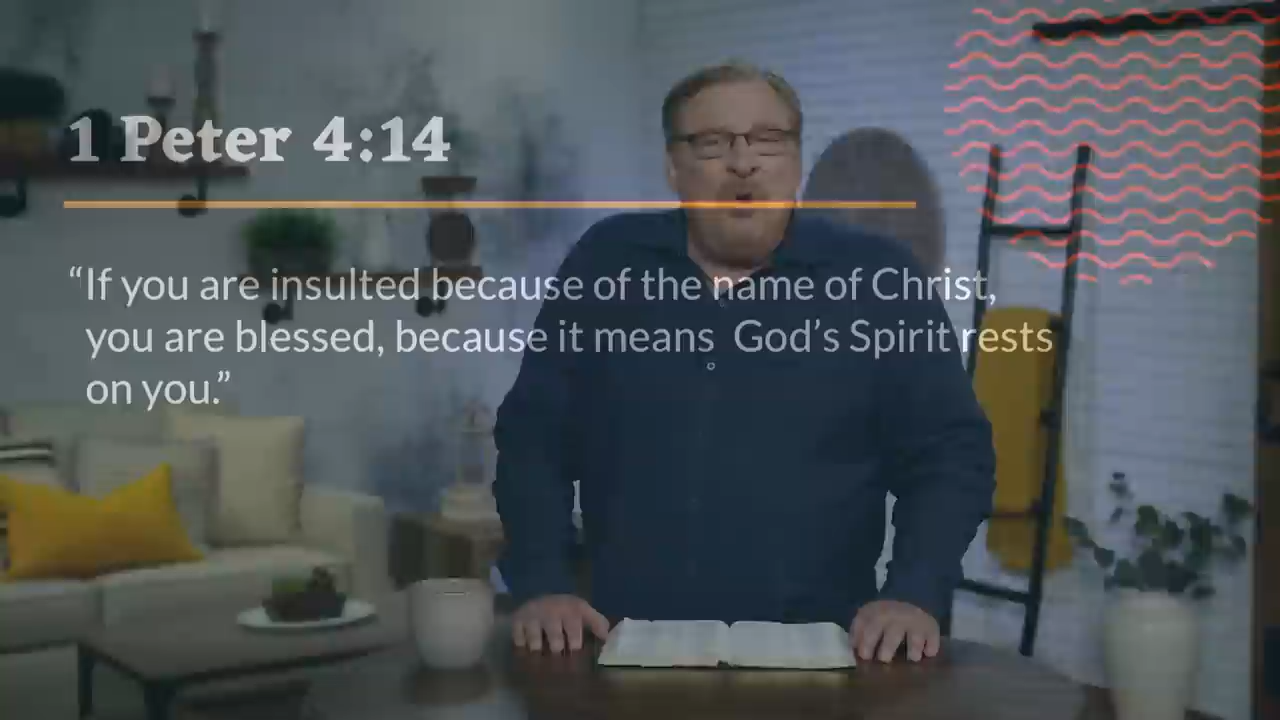 1 Peter 4:14
“If you are insulted because of the name of Christ,
you are blessed, because it means God’s Spirit rests
on you.”